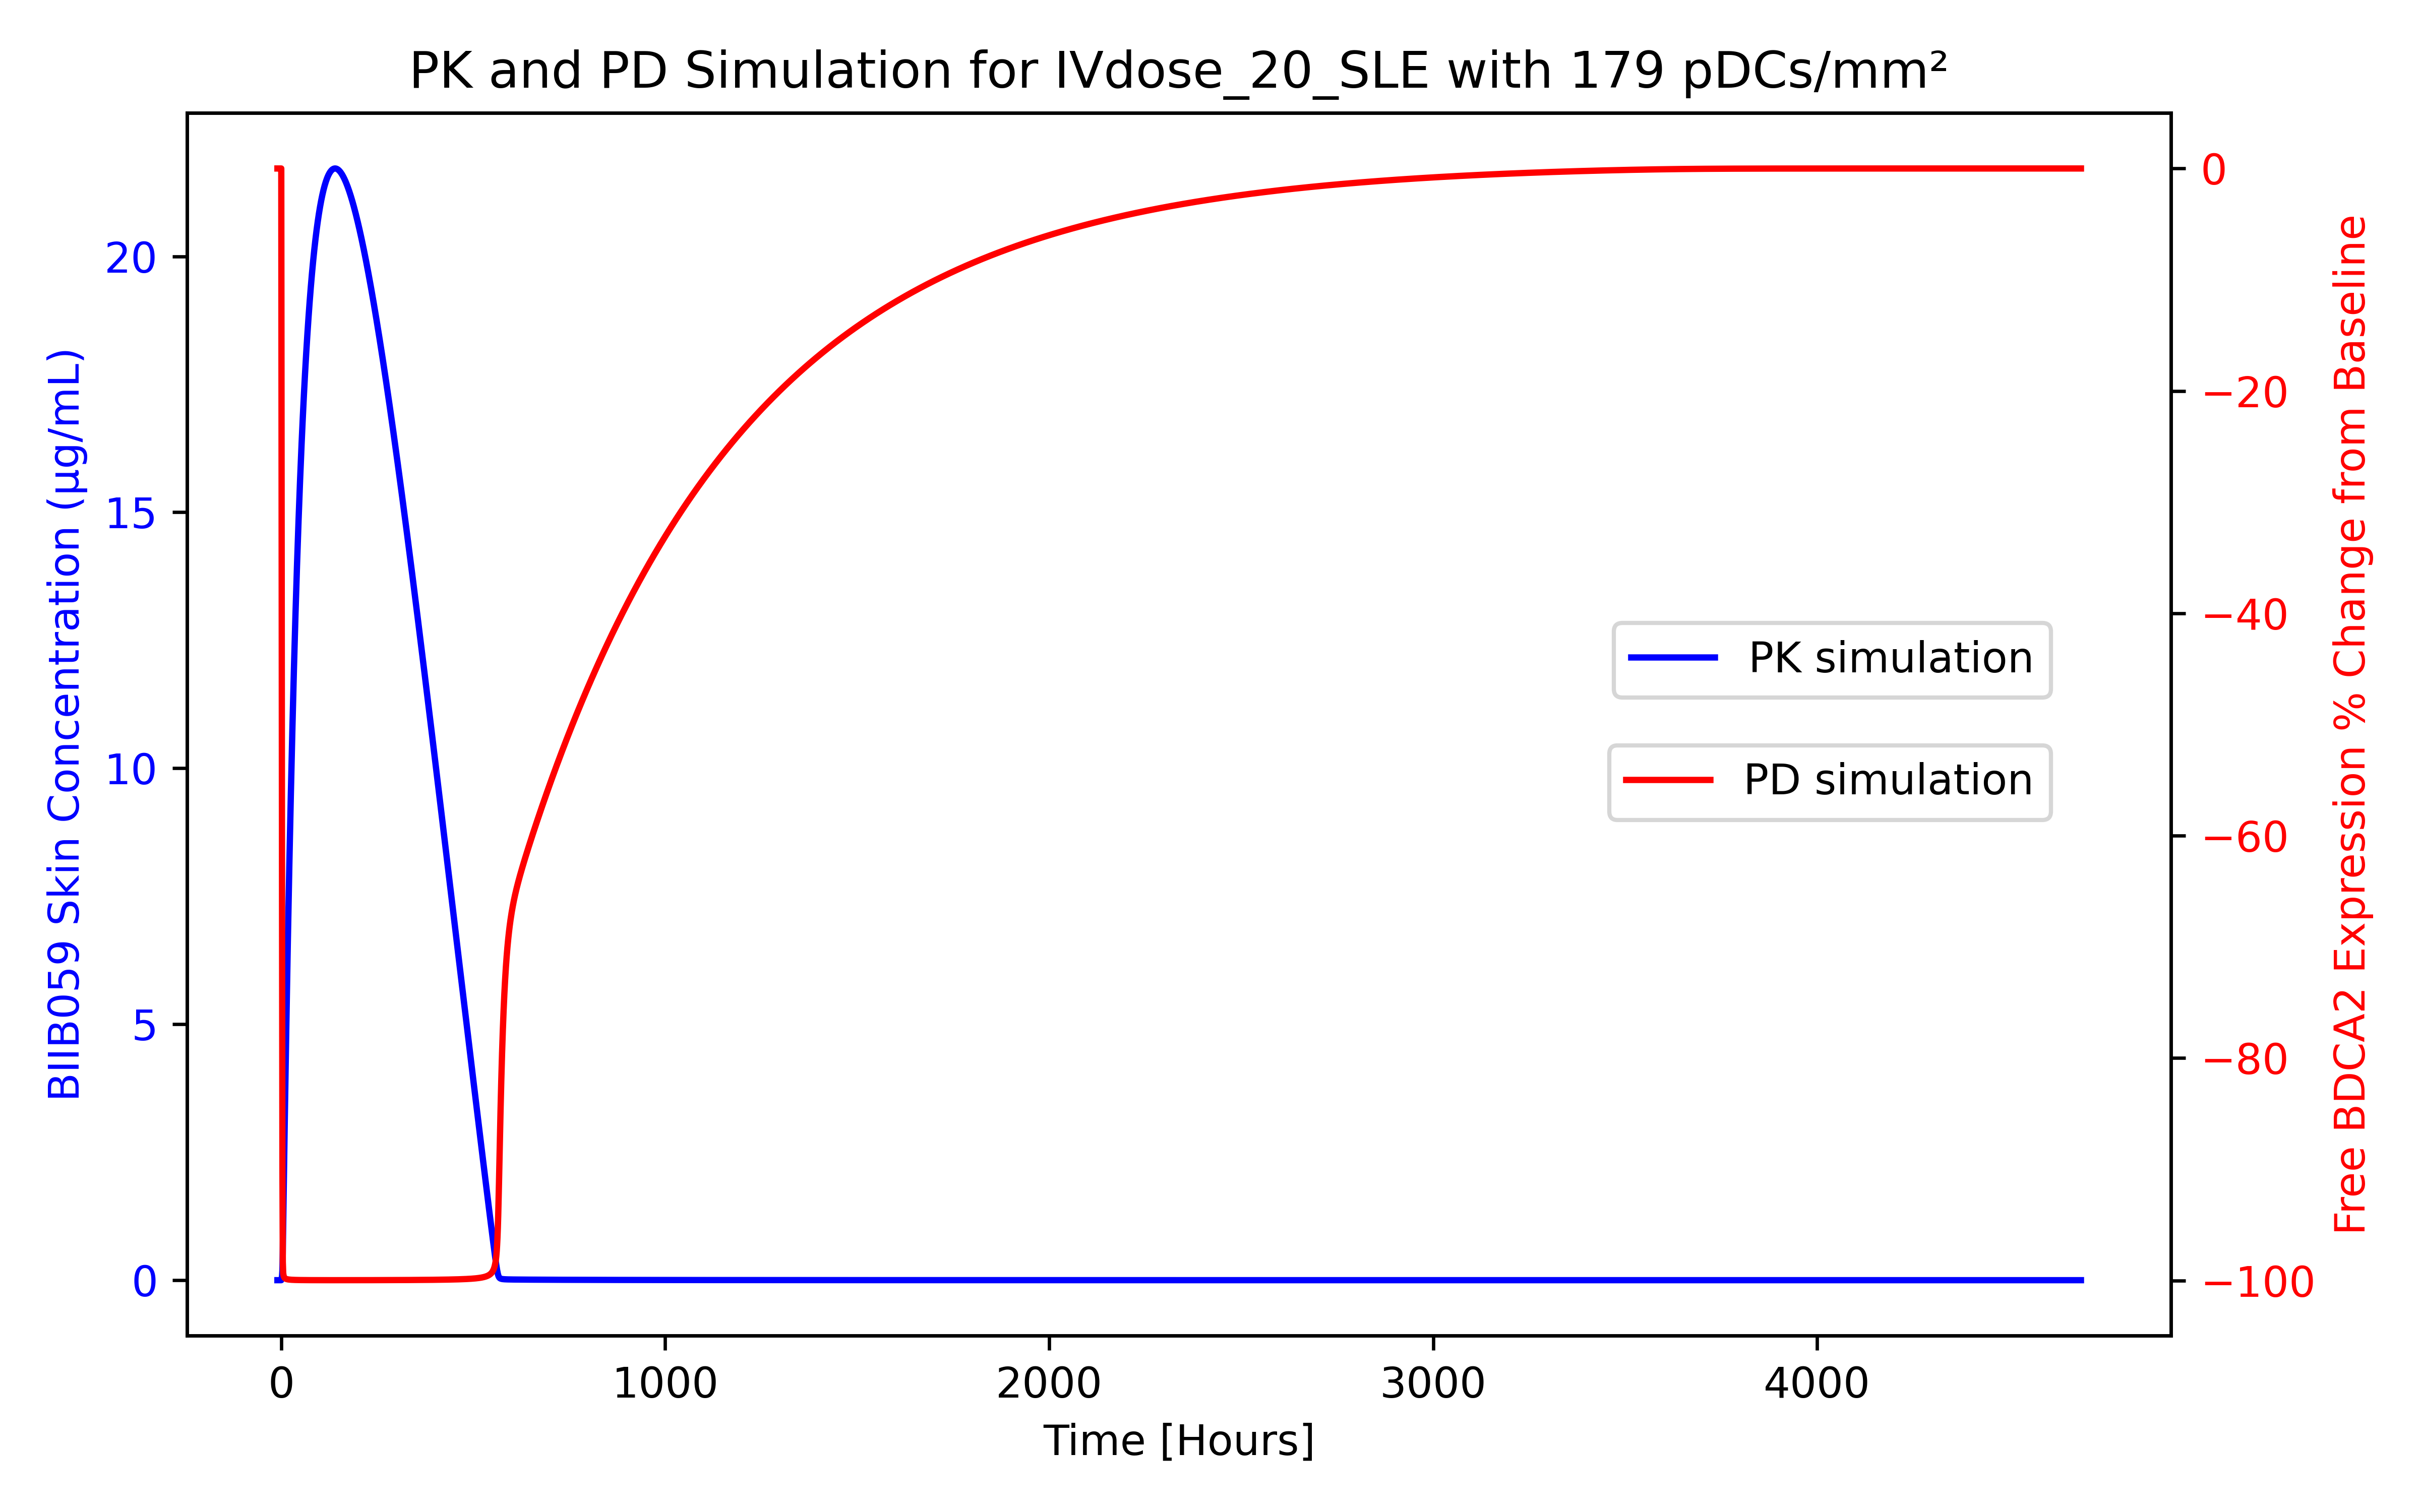 PK and PD Simulation for IVdose_20_SLE with 179 pDCs/mm²
BIIB059 Skin Concentration (µg/mL)
20
15
10
5
0
PK simulation
PD simulation
0
−20
−40
−60
−80
−100
Free BDCA2 Expression % Change from Baseline
0
1000
2000
3000
4000
Time [Hours]